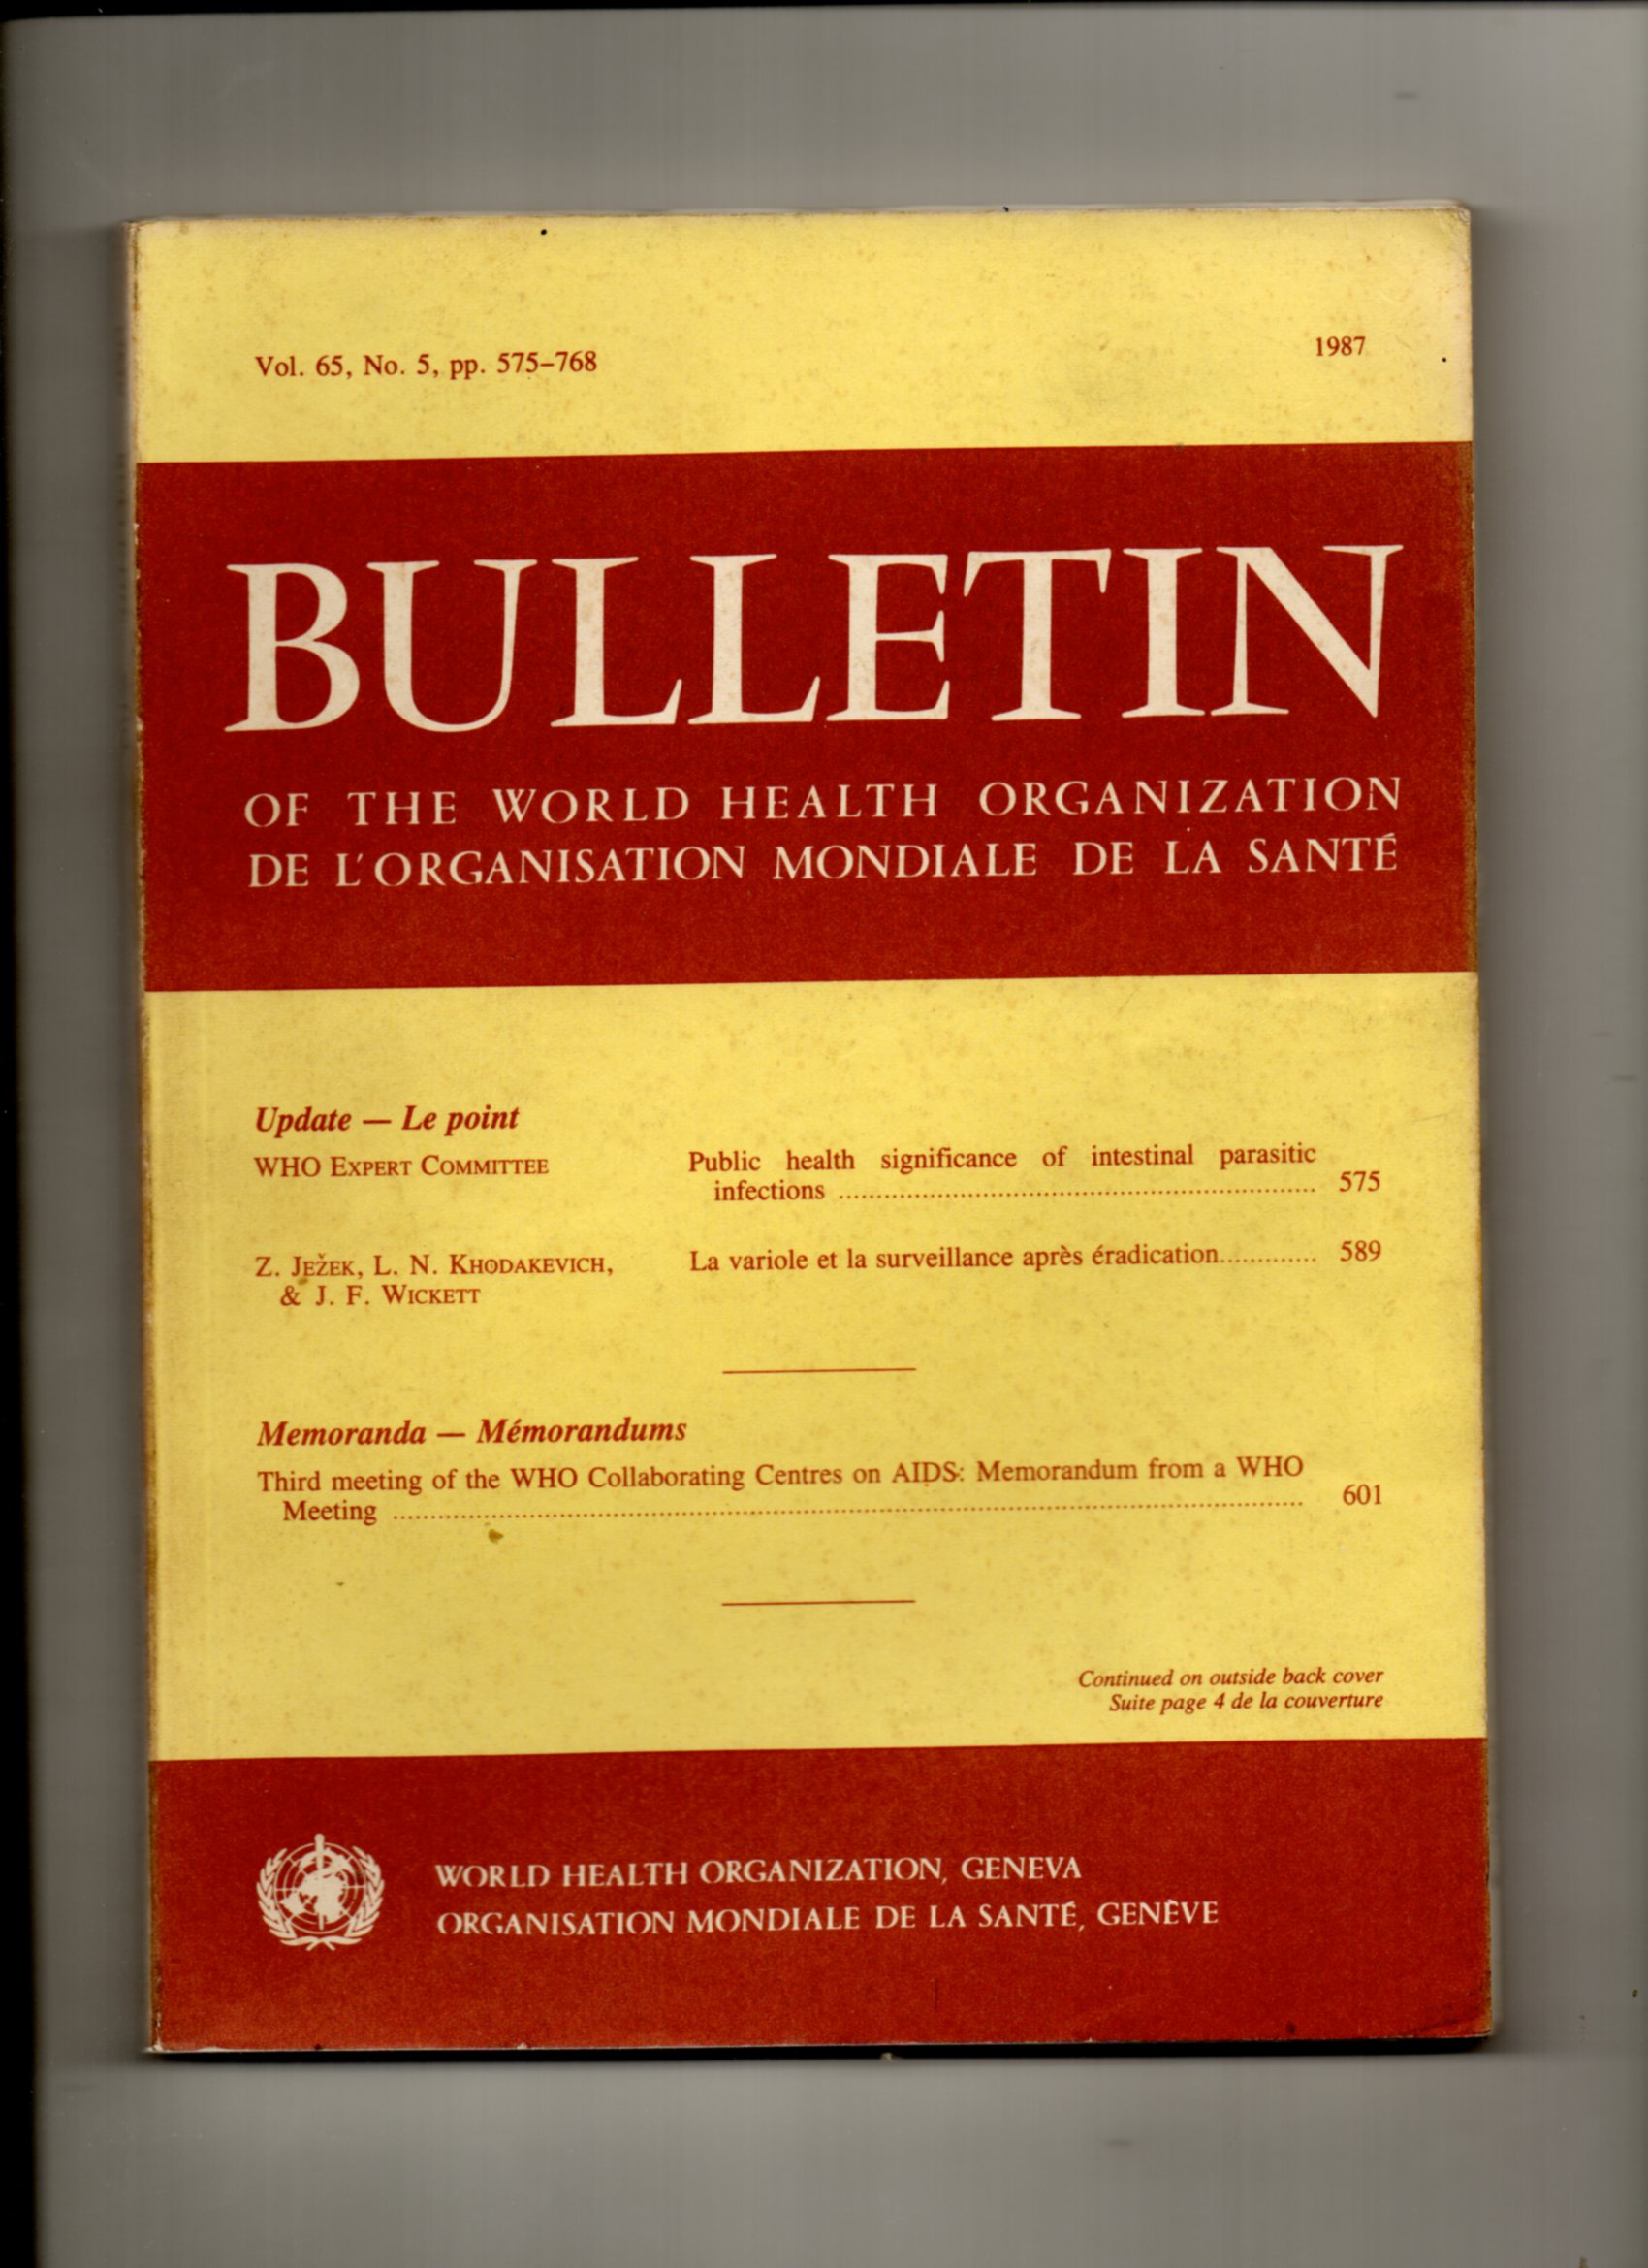 Vol. 65, No. 5, pp. 575–768
1987
BULLETIN
OF THE WORLD HEALTH ORGANIZATION
DE L'ORGANISATION MONDIALE DE LA SANTÉ
Update — Le point
WHO EXPERT COMMITTEE
Public health significance of intestinal parasitic
infections ................................................................ 575
Z. JEŽEK, L. N. KHODAKEVICH,
& J. F. WICKETT
La variole et la surveillance après éradication............. 589
Memoranda — Mémorandums
Third meeting of the WHO Collaborating Centres on AIDS: Memorandum from a WHO
Meeting ................................................................ 601
Continued on outside back cover
Suite page 4 de la couverture
WORLD HEALTH ORGANIZATION, GENEVA
ORGANISATION MONDIALE DE LA SANTÉ, GENÈVE